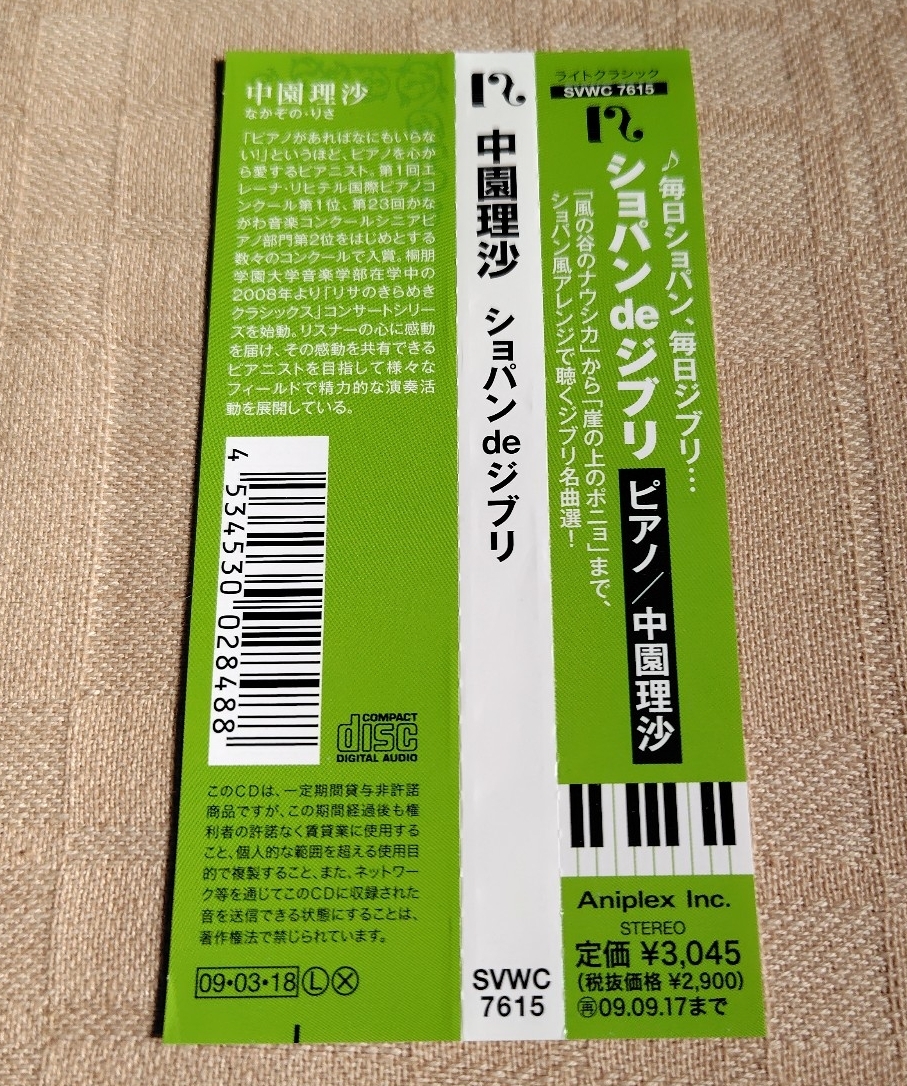 中園理沙
なかぞの・りさ
「ピアノがあればなにもいらな
い!」というほど、ピアノを心か
ら愛するピアニスト。第1回エ
レーナ・リヒテル国際ピアノコ
ンクール第1位、第23回かな
がわ音楽コンクールシニアピ
アノ部門第2位をはじめとする
数々のコンクールで入賞。桐朋
学園大学音楽学部在学中の
2008年より「リサのきらめき
クラシックス」コンサートシリー
ズを始動。リスナーの心に感動
を届け、その感動を共有できる
ピアニストを目指して様々な
フィールドで精力的な演奏活
動を展開している。
4 534530 028488
COMPACT
disc
DIGITAL AUDIO
このCDは、一定期間貸与非許諾
商品ですが、この期間経過後も権
利者の許諾なく賃貸業に使用する
こと、個人的な範囲を超える使用目
的で複製すること、また、ネットワー
ク等を通じてこのCDに収録された
音を送信できる状態にすることは、
著作権法で禁じられています。
09・03・18 Ⓛ Ⓧ
中園理沙 ショパン de ジブリ
SVWC
7615
ライトクラシック
SVWC 7615
♪毎日ショパン、毎日ジブリ…
ショパン de ジブリ ピアノ/中園理沙
「風の谷のナウシカ」から「崖の上のポニョ」まで、
ショパン風アレンジで聴くジブリ名曲選!
Aniplex Inc.
STEREO
定価 ¥3,045
(税抜価格 ¥2,900)
㊢09.09.17まで